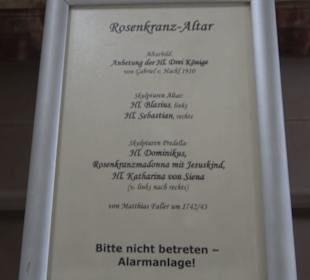 Rosenkranz-Altar
Altarbild:
Anbetung der Hl. Drei Könige
von Gabriel v. Hackl 1910
Skulpturen Altar:
Hl. Blasius, links
Hl. Sebastian, rechts
Skulpturen Predella:
Hl. Dominikus,
Rosenkranzmadonna mit Jesuskind,
Hl. Katharina von Siena
(v. links nach rechts)
von Matthias Faller um 1742/43
Bitte nicht betreten –
Alarmanlage!